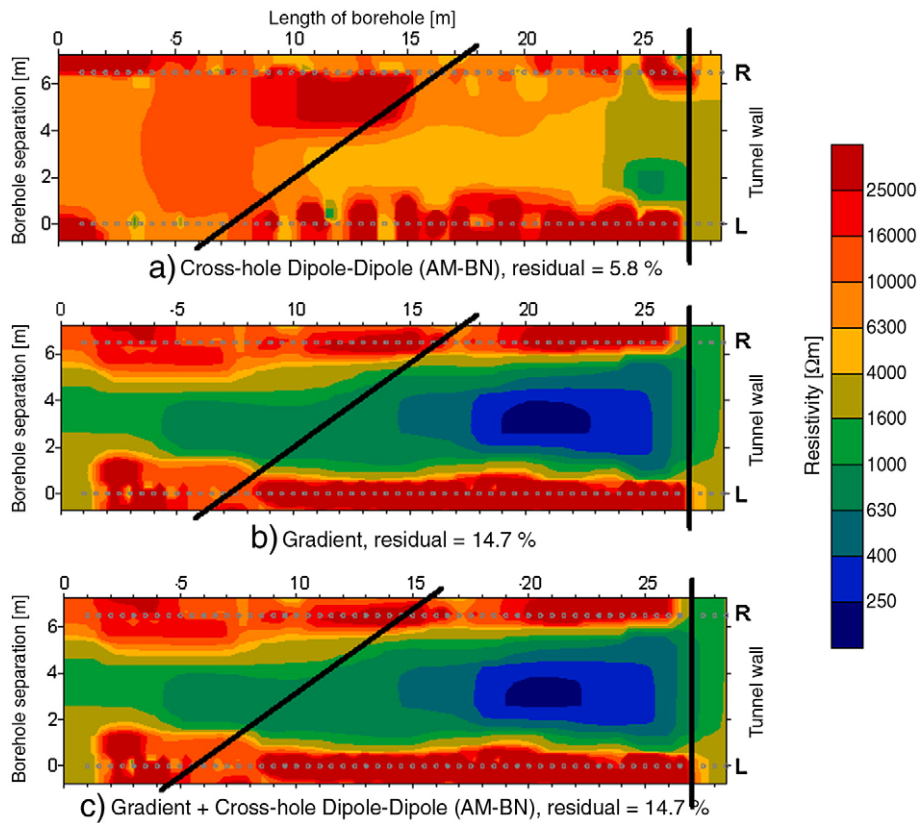 Length of borehole [m]
0 ·5 10 15 20 25
Borehole separation [m]
6
4
2
0
R
Tunnel wall
L
a) Cross-hole Dipole-Dipole (AM-BN), residual = 5.8 %
0 ·5 10 15 20 25
Borehole separation [m]
6
4
2
0
R
Tunnel wall
L
b) Gradient, residual = 14.7 %
0 ·5 10 15 ·20 25
Borehole separation [m]
6
4
2
0
R
Tunnel wall
L
c) Gradient + Cross-hole Dipole-Dipole (AM-BN), residual = 14.7 %
Resistivity [Ωm]
25000
16000
10000
6300
4000
1600
1000
630
400
250